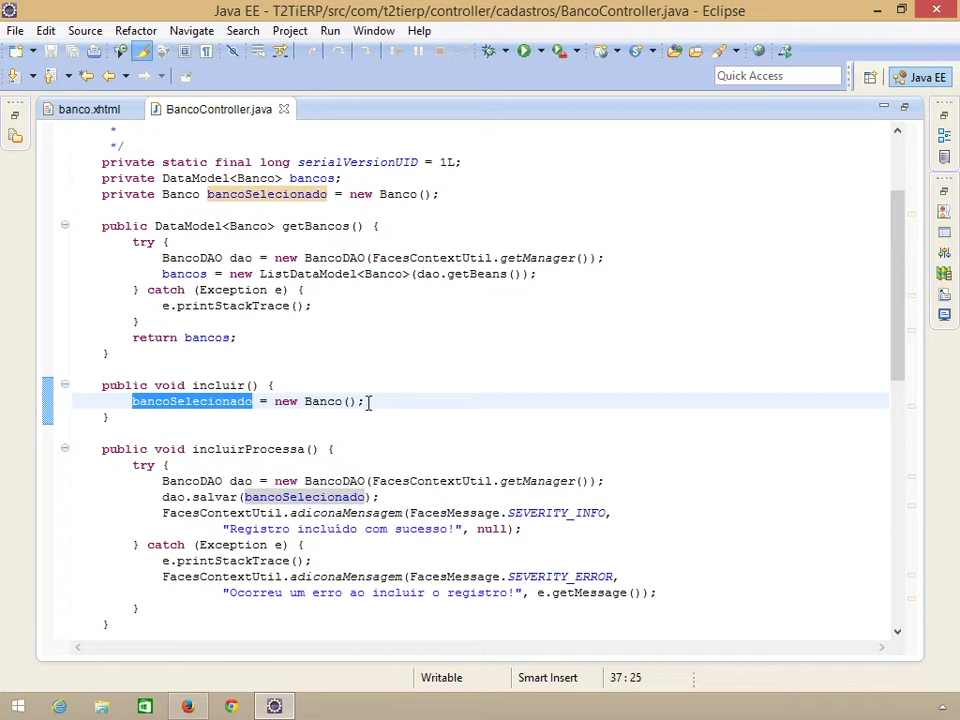 Java EE - T2TiERP/src/com/t2tierp/controller/cadastros/BancoController.java - Eclipse
File Edit Source Refactor Navigate Search Project Run Window Help
Quick Access
Java EE
banco.xhtml
BancoController.java
*
*/
private static final long serialVersionUID = 1L;
private DataModel<Banco> bancos;
private Banco bancoSelecionado = new Banco();
public DataModel<Banco> getBancos() {
try {
BancoDAO dao = new BancoDAO(FacesContextUtil.getManager());
bancos = new ListDataModel<Banco>(dao.getBeans());
} catch (Exception e) {
e.printStackTrace();
}
return bancos;
}
public void incluir() {
bancoSelecionado = new Banco();
}
public void incluirProcessa() {
try {
BancoDAO dao = new BancoDAO(FacesContextUtil.getManager());
dao.salvar(bancoSelecionado);
FacesContextUtil.adiconaMensagem(FacesMessage.SEVERITY_INFO,
"Registro incluído com sucesso!", null);
} catch (Exception e) {
e.printStackTrace();
FacesContextUtil.adiconaMensagem(FacesMessage.SEVERITY_ERROR,
"Ocorreu um erro ao incluir o registro!", e.getMessage());
}
}
Writable
Smart Insert
37 : 25